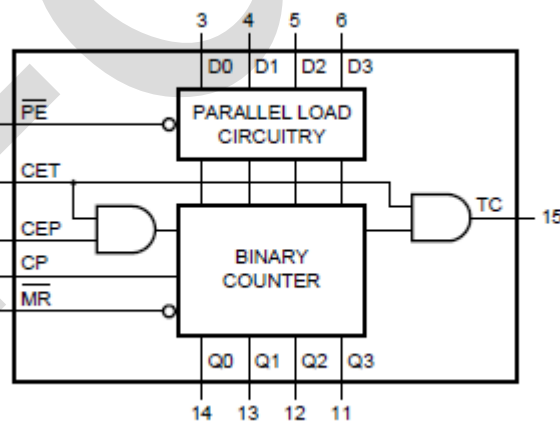 3 4 5 6
D0 D1 D2 D3
PE
PARALLEL LOAD
CIRCUITRY
CET
TC
15
CEP
BINARY
COUNTER
CP
MR
Q0 Q1 Q2 Q3
14 13 12 11